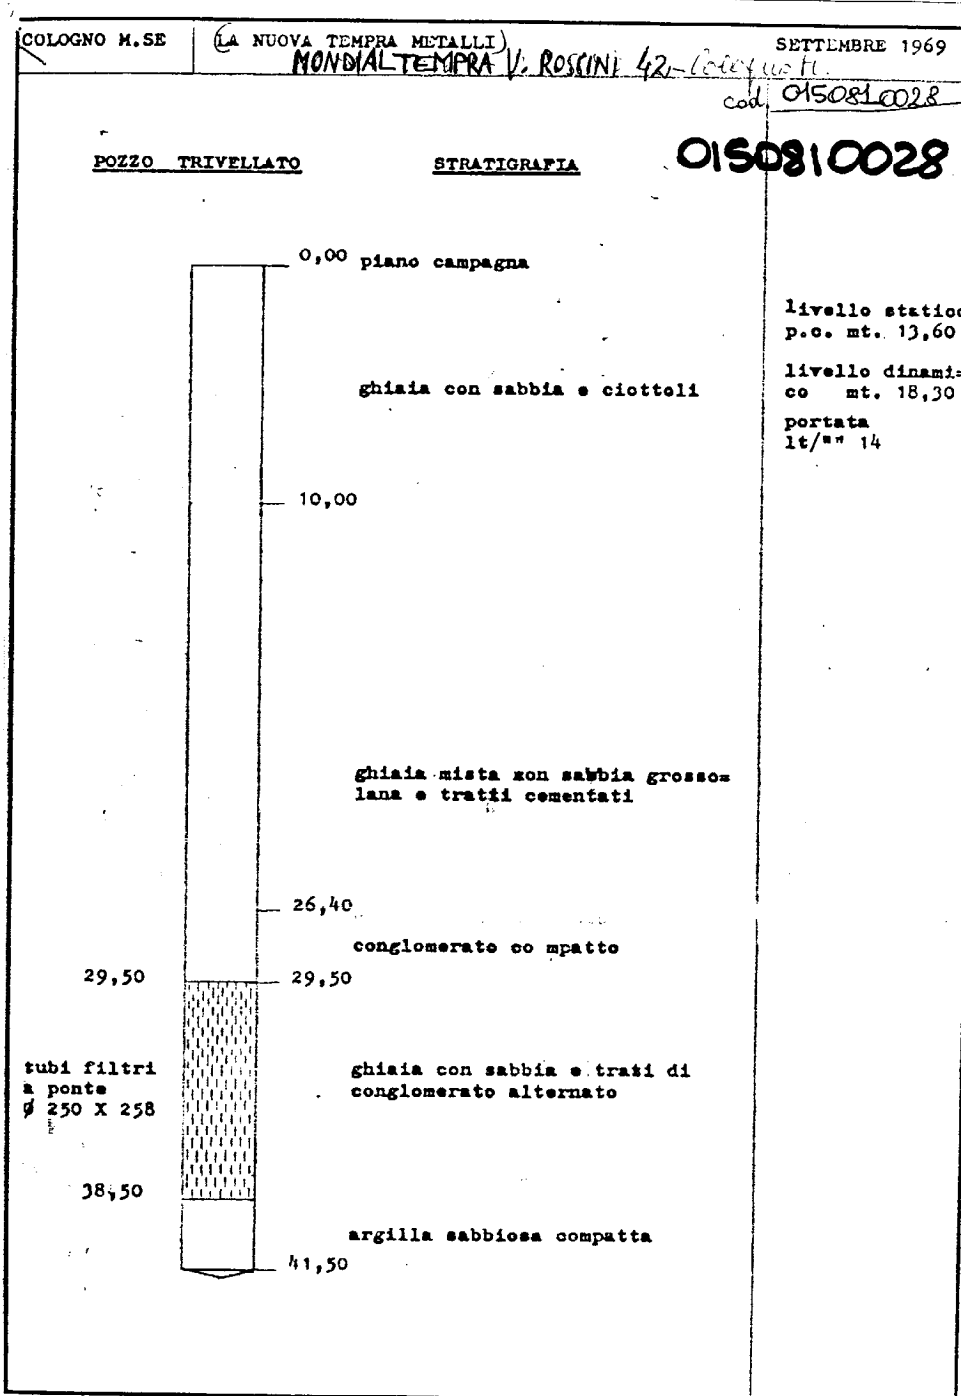 COLOGNO M.SE
(LA NUOVA TEMPRA METALLI)
SETTEMBRE 1969
MONDIALTEMPRA V. ROSSINI 42,
cod. 0150810028
0150810028
POZZO TRIVELLATO
STRATIGRAFIA
0,00 piano campagna
livello statico
p.c. mt. 13,60
livello dinami=
co mt. 18,30
portata
lt/"" 14
ghiaia con sabbia e ciottoli
10,00
ghiaia mista xon sabbia grosso=
lana e tratii cementati
26,40
conglomerato co mpatto
29,50
29,50
tubi filtri
a ponte
ø 250 X 258
ghiaia con sabbia e trati di
conglomerato alternato
38,50
argilla sabbiosa compatta
41,50